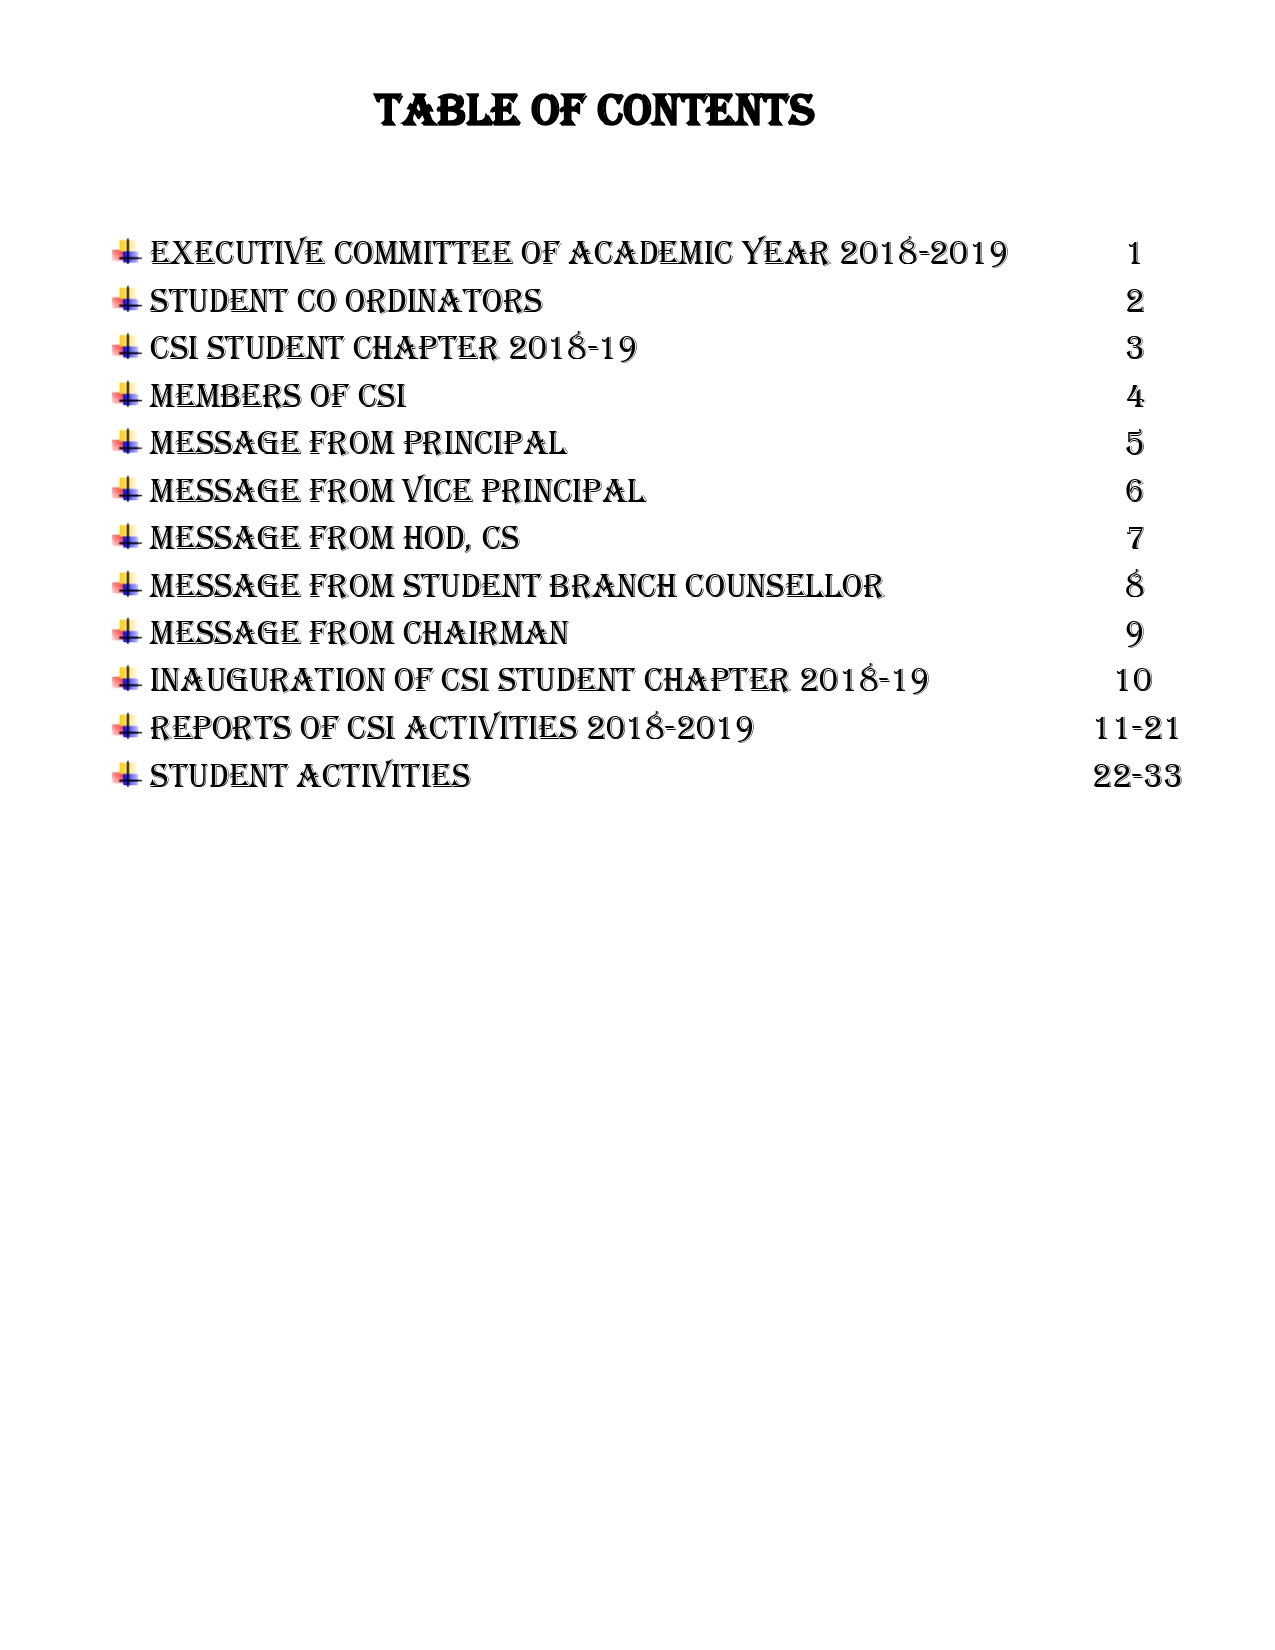 TABLE OF CONTENTS
EXECUTIVE COMMITTEE OF ACADEMIC YEAR 2018-2019 1
STUDENT CO ORDINATORS 2
CSI STUDENT CHAPTER 2018-19 3
MEMBERS OF CSI 4
MESSAGE FROM PRINCIPAL 5
MESSAGE FROM VICE PRINCIPAL 6
MESSAGE FROM HOD, CS 7
MESSAGE FROM STUDENT BRANCH COUNSELLOR 8
MESSAGE FROM CHAIRMAN 9
INAUGURATION OF CSI STUDENT CHAPTER 2018-19 10
REPORTS OF CSI ACTIVITIES 2018-2019 11-21
STUDENT ACTIVITIES 22-33